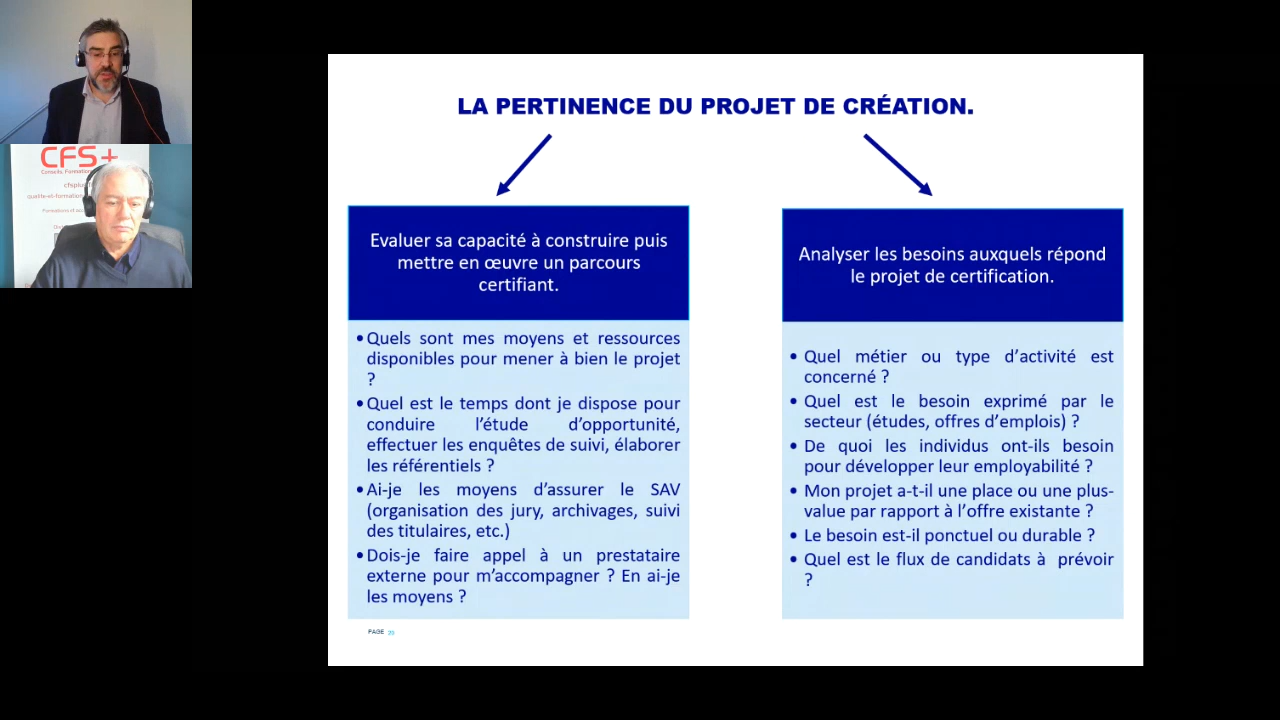 CFS+
Conseils, Formation
LA PERTINENCE DU PROJET DE CRÉATION.
Evaluer sa capacité à construire puis
mettre en œuvre un parcours
certifiant.
•Quels sont mes moyens et ressources
disponibles pour mener à bien le projet
?
•Quel est le temps dont je dispose pour
conduire l’étude d’opportunité,
effectuer les enquêtes de suivi, élaborer
les référentiels ?
•Ai-je les moyens d’assurer le SAV
(organisation des jury, archivages, suivi
des titulaires, etc.)
•Dois-je faire appel à un prestataire
externe pour m’accompagner ? En ai-je
les moyens ?
Analyser les besoins auxquels répond
le projet de certification.
• Quel métier ou type d’activité est
concerné ?
• Quel est le besoin exprimé par le
secteur (études, offres d’emplois) ?
• De quoi les individus ont-ils besoin
pour développer leur employabilité ?
• Mon projet a-t-il une place ou une plus-
value par rapport à l’offre existante ?
• Le besoin est-il ponctuel ou durable ?
• Quel est le flux de candidats à prévoir
?
PAGE